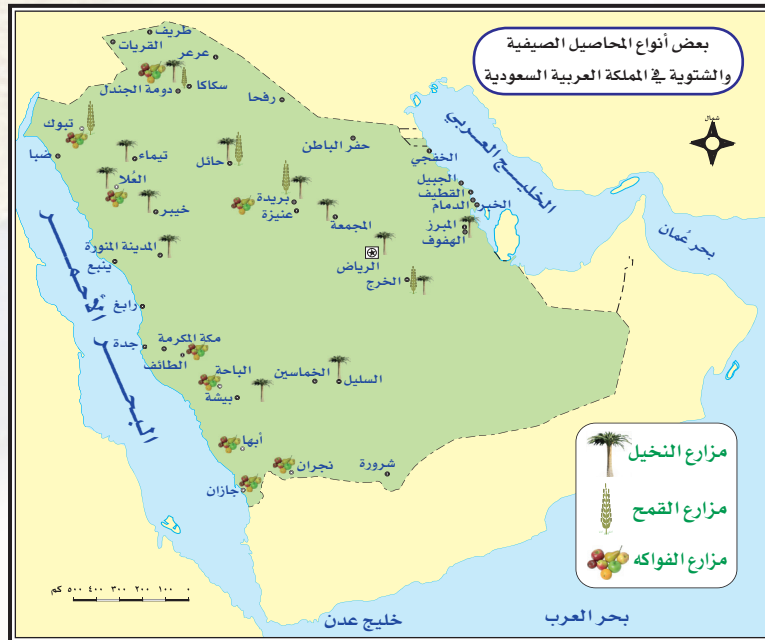 بعض أنواع المحاصيل الصيفية
والشتوية في المملكة العربية السعودية
شمال
طريف
القريات
عرعر
سكاكا
دومة الجندل
رفحا
تبوك
ضبا
تيماء
حائل
حفر الباطن
الخفجي
الخليج العربي
العُلا
خيبر
بريدة
عنيزة
المجمعة
الجبيل
القطيف
الدمام
الخبر
المبرز
الهفوف
بحر عُمان
المدينة المنورة
ينبع
الرياض
الخرج
رابغ
البحر الأحمر
جدة
مكة المكرمة
الطائف
الباحة
بيشة
الخماسين
السليل
أبها
نجران
شرورة
جازان
مزارع النخيل
مزارع القمح
مزارع الفواكه
٠ ١٠٠ ٢٠٠ ٣٠٠ ٤٠٠ ٥٠٠ كم
خليج عدن
بحر العرب